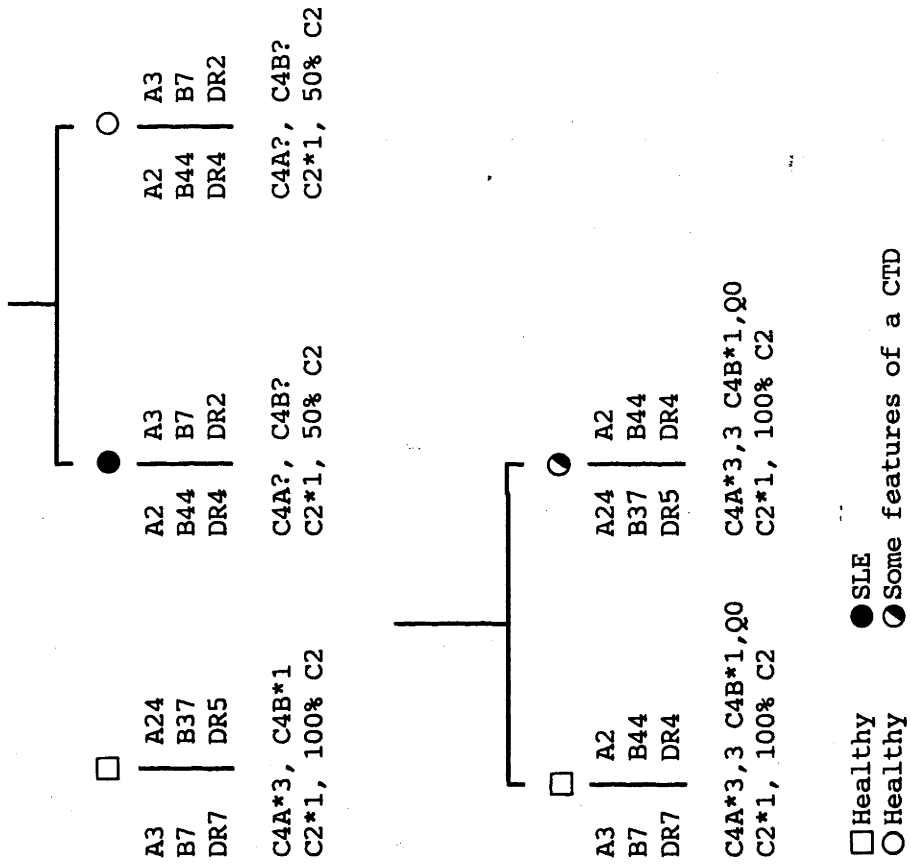 A3 A24 A2 A3 A2 A3
B7 B37 B44 B7 B44 B7
DR7 DR5 DR4 DR2 DR4 DR2
C4A*3, C4B*1 C4A?, C4B? C4A?, C4B?
C2*1, 100% C2 C2*1, 50% C2 C2*1, 50% C2
A3 A2 A24 A2
B7 B44 B37 B44
DR7 DR4 DR5 DR4
C4A*3,3 C4B*1,Q0 C4A*3,3 C4B*1,Q0
C2*1, 100% C2 C2*1, 100% C2
Healthy SLE
Healthy Some features of a CTD